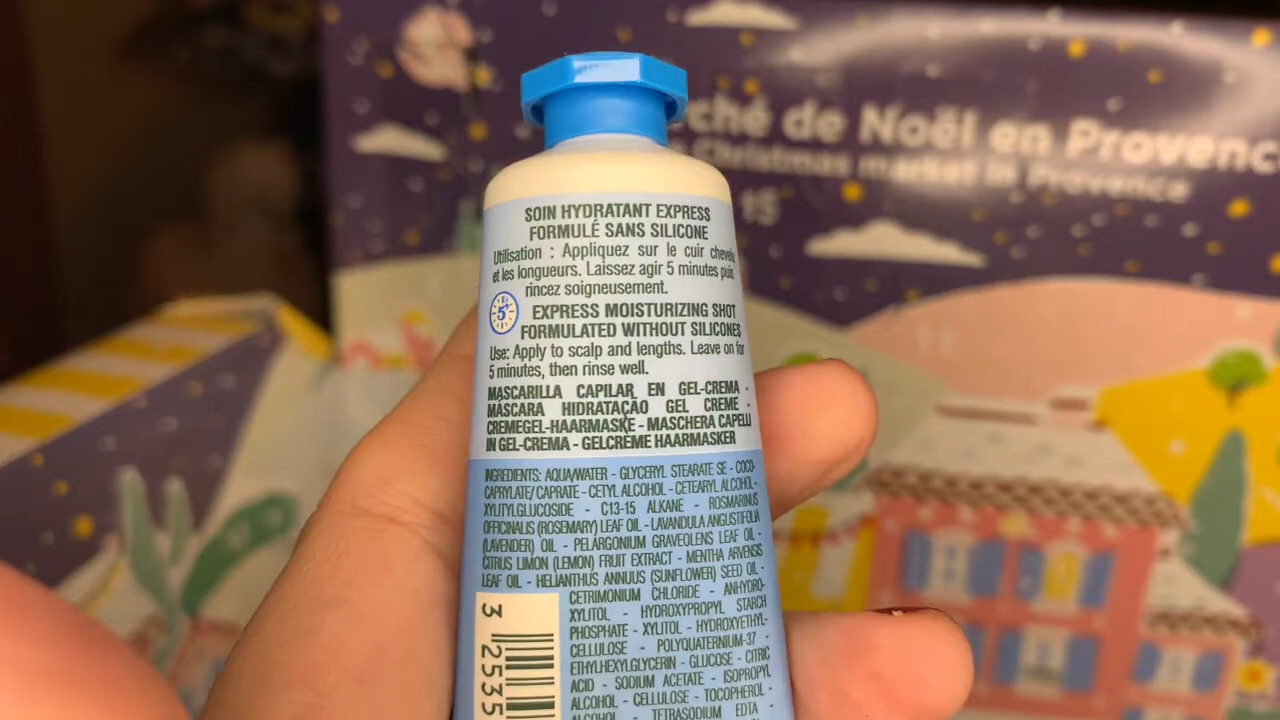 ché de Noël en Provenc
Christmas market in Provence
15
SOIN HYDRATANT EXPRESS
FORMULÉ SANS SILICONE
Utilisation : Appliquez sur le cuir chevelu
et les longueurs. Laissez agir 5 minutes puis
rincez soigneusement.
5'
EXPRESS MOISTURIZING SHOT
FORMULATED WITHOUT SILICONES
Use: Apply to scalp and lengths. Leave on for
5 minutes, then rinse well.
MASCARILLA CAPILAR EN GEL-CREMA -
MÁSCARA HIDRATAÇÃO GEL CREME -
CREMEGEL-HAARMASKE - MASCHERA CAPELLI
IN GEL-CREMA - GELCRÈME HAARMASKER
INGREDIENTS: AQUA/WATER - GLYCERYL STEARATE SE - COCO-
CAPRYLATE/ CAPRATE - CETYL ALCOHOL - CETEARYL ALCOHOL -
XYLITYLGLUCOSIDE - C13-15 ALKANE - ROSMARINUS
OFFICINALIS (ROSEMARY) LEAF OIL - LAVANDULA ANGUSTIFOLIA
(LAVENDER) OIL - PELARGONIUM GRAVEOLENS LEAF OIL -
CITRUS LIMON (LEMON) FRUIT EXTRACT - MENTHA ARVENSIS
LEAF OIL - HELIANTHUS ANNUUS (SUNFLOWER) SEED OIL -
CETRIMONIUM CHLORIDE - ANHYDRO-
XYLITOL - HYDROXYPROPYL STARCH
PHOSPHATE - XYLITOL - HYDROXYETHYL-
CELLULOSE - POLYQUATERNIUM-37 -
ETHYLHEXYLGLYCERIN - GLUCOSE - CITRIC
ACID - SODIUM ACETATE - ISOPROPYL
ALCOHOL - CELLULOSE - TOCOPHEROL -
ALCOHOL - TETRASODIUM EDTA -
3 2535